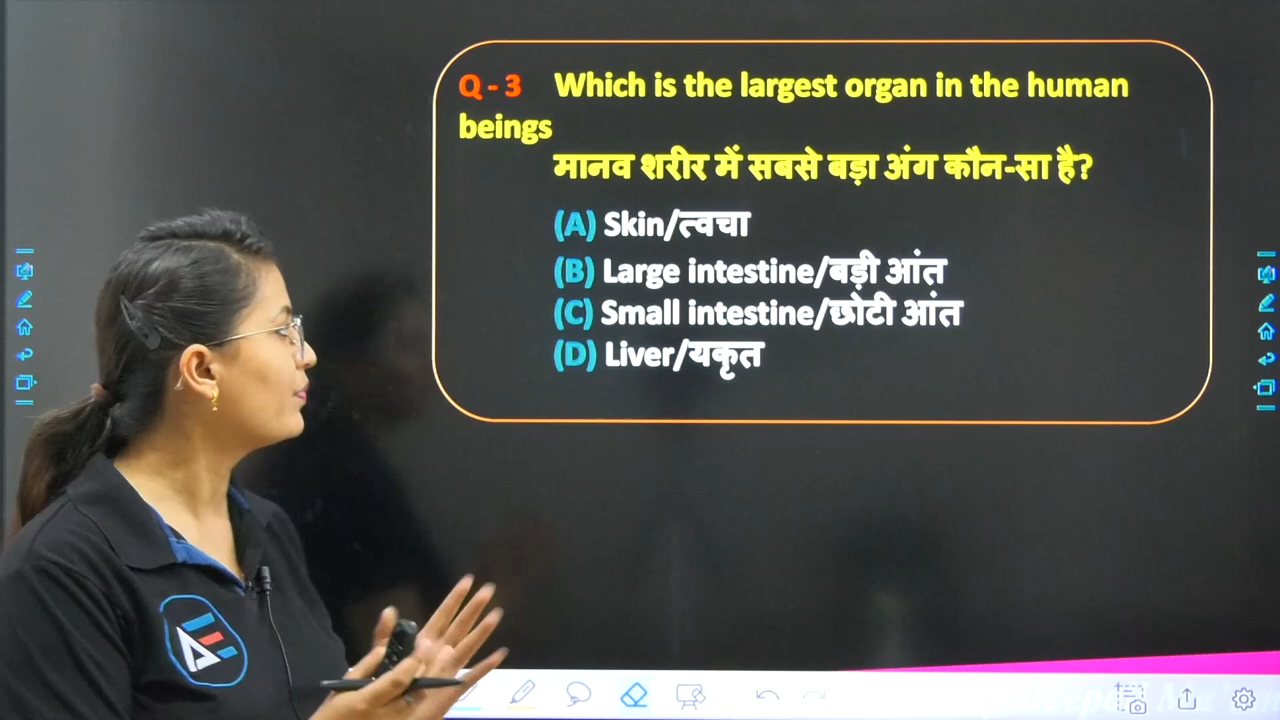 Q - 3 Which is the largest organ in the human
beings
मानव शरीर में सबसे बड़ा अंग कौन-सा है?
(A) Skin/त्वचा
(B) Large intestine/बड़ी आंत
(C) Small intestine/छोटी आंत
(D) Liver/यकृत
AE